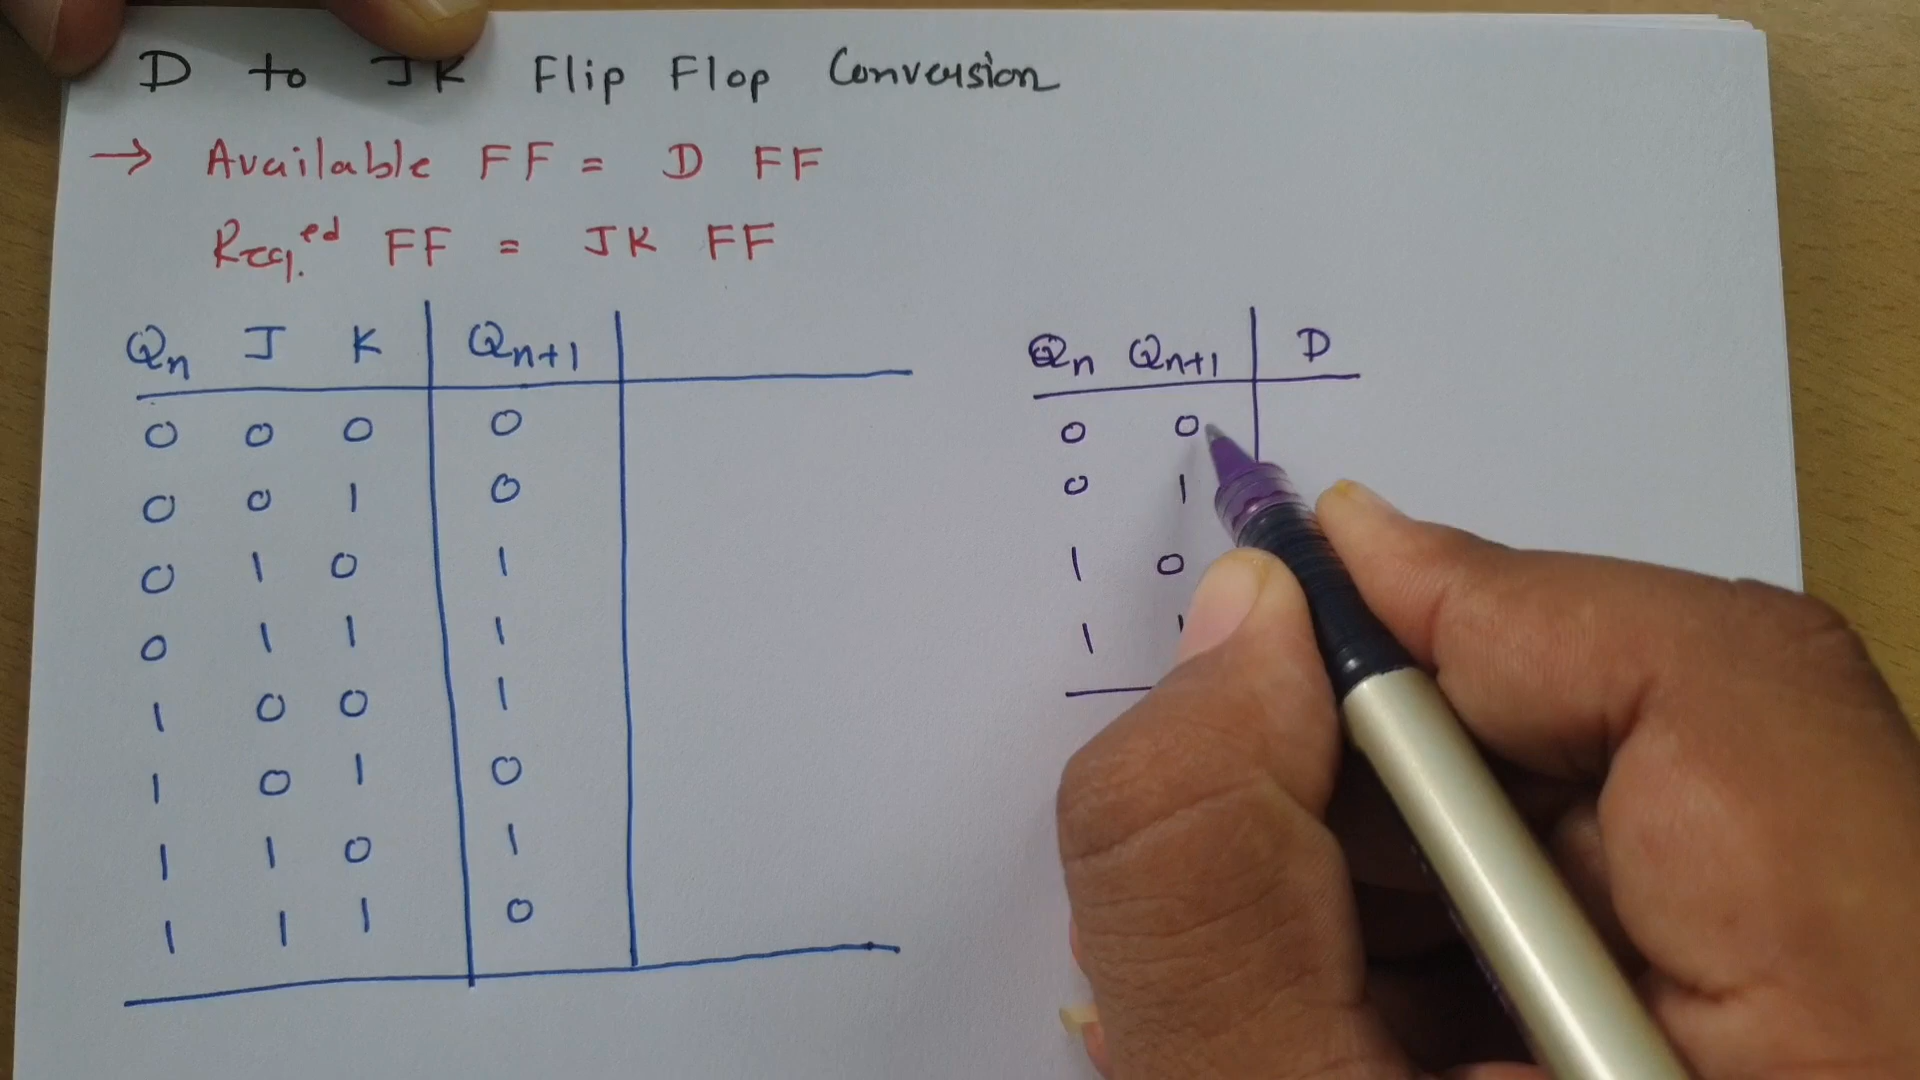 D to JK Flip Flop Conversion
→ Available FF = D FF
Req.ed FF = JK FF
Qn J K Qn+1
0 0 0 0
0 0 1 0
0 1 0 1
0 1 1 1
1 0 0 1
1 0 1 0
1 1 0 1
1 1 1 0
Qn Qn+1 D
0 0
0 1
1 0
1 1